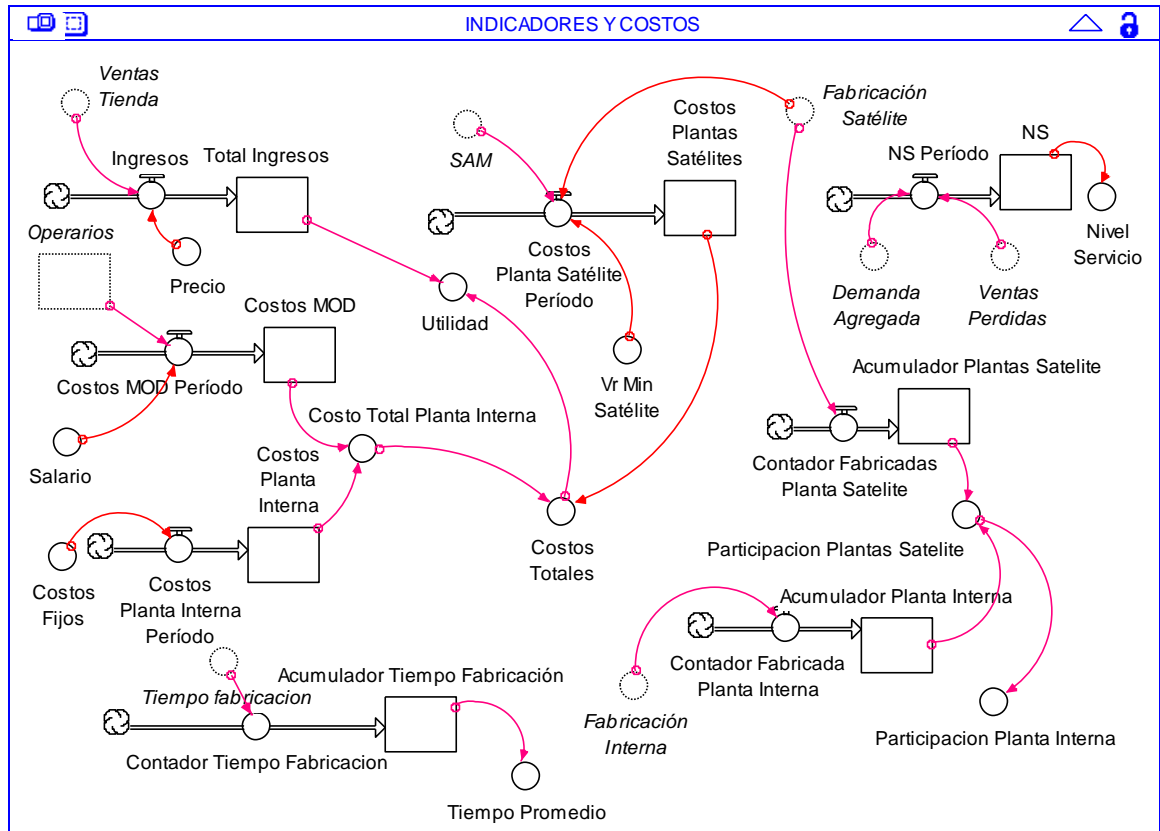 INDICADORES Y COSTOS
Ventas
Tienda
Ingresos
Total Ingresos
Operarios
Precio
Costos MOD
Costos MOD Período
Salario
Costo Total Planta Interna
Costos
Planta
Interna
Costos
Fijos
Costos
Planta Interna
Período
Utilidad
SAM
Costos
Plantas
Satélites
Costos
Planta Satélite
Período
Vr Min
Satélite
Costos
Totales
Fabricación
Satélite
NS
NS Período
Nivel
Servicio
Demanda
Agregada
Ventas
Perdidas
Acumulador Plantas Satelite
Contador Fabricadas
Planta Satelite
Participacion Plantas Satelite
Acumulador Planta Interna
Contador Fabricada
Planta Interna
Fabricación
Interna
Participacion Planta Interna
Tiempo fabricacion
Acumulador Tiempo Fabricación
Contador Tiempo Fabricacion
Tiempo Promedio